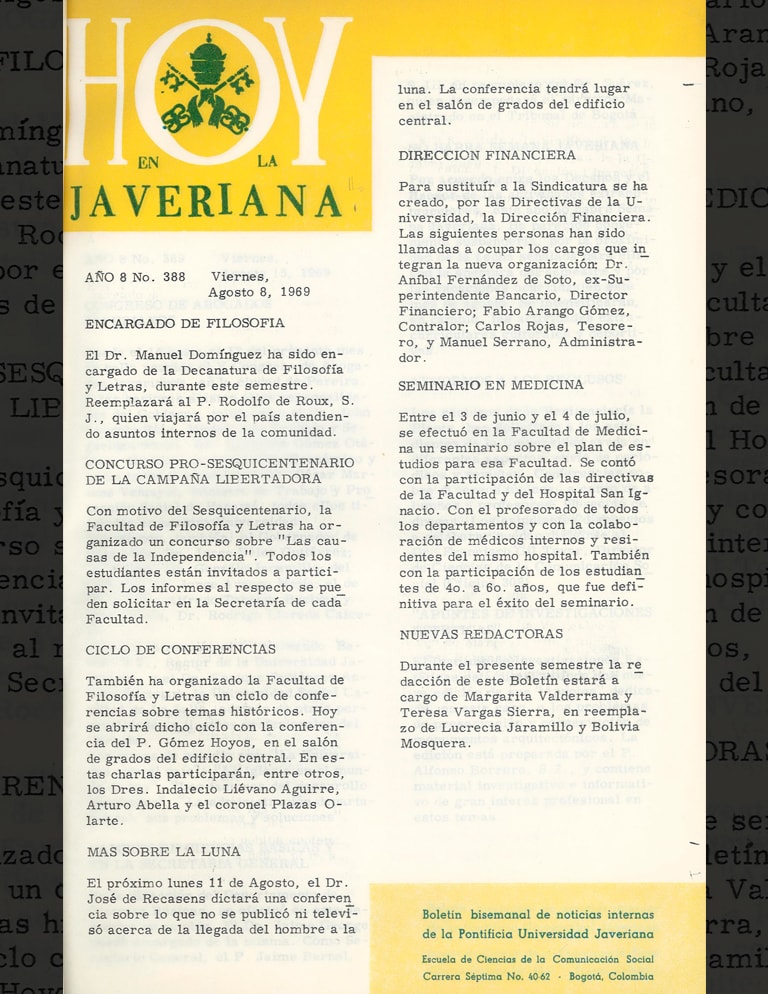 HOY
EN LA
JAVERIANA
AÑO 8 No. 388 Viernes,
Agosto 8, 1969
ENCARGADO DE FILOSOFIA
El Dr. Manuel Domínguez ha sido en-
cargado de la Decanatura de Filosofía
y Letras, durante este semestre.
Reemplazará al P. Rodolfo de Roux, S.
J., quien viajará por el país atendien-
do asuntos internos de la comunidad.
CONCURSO PRO-SESQUICENTENARIO
DE LA CAMPAÑA LIBERTADORA
Con motivo del Sesquicentenario, la
Facultad de Filosofía y Letras ha or-
ganizado un concurso sobre "Las cau-
sas de la Independencia". Todos los
estudiantes están invitados a partici-
par. Los informes al respecto se pue
den solicitar en la Secretaría de cada
Facultad.
CICLO DE CONFERENCIAS
También ha organizado la Facultad de
Filosofía y Letras un ciclo de confe-
rencias sobre temas históricos. Hoy
se abrirá dicho ciclo con la conferen-
cia del P. Gómez Hoyos, en el salón
de grados del edificio central. En es-
tas charlas participarán, entre otros,
los Dres. Indalecio Liévano Aguirre,
Arturo Abella y el coronel Plazas O-
larte.
MAS SOBRE LA LUNA
El próximo lunes 11 de Agosto, el Dr.
José de Recasens dictará una conferen
cia sobre lo que no se publicó ni televi-
só acerca de la llegada del hombre a la
luna. La conferencia tendrá lugar
en el salón de grados del edificio
central.
DIRECCION FINANCIERA
Para sustituír a la Sindicatura se ha
creado, por las Directivas de la U-
niversidad, la Dirección Financiera.
Las siguientes personas han sido
llamadas a ocupar los cargos que in
tegran la nueva organización: Dr.
Aníbal Fernández de Soto, ex-Su-
perintendente Bancario, Director
Financiero; Fabio Arango Gómez,
Contralor; Carlos Rojas, Tesore-
ro, y Manuel Serrano, Administra-
dor.
SEMINARIO EN MEDICINA
Entre el 3 de junio y el 4 de julio,
se efectuó en la Facultad de Medici-
na un seminario sobre el plan de es-
tudios para esa Facultad. Se contó
con la participación de las directivas
de la Facultad y del Hospital San Ig-
nacio. Con el profesorado de todos
los departamentos y con la colabo-
ración de médicos internos y resi-
dentes del mismo hospital. También
con la participación de los estudian
tes de 4o. a 6o. años, que fue defi-
nitiva para el éxito del seminario.
NUEVAS REDACTORAS
Durante el presente semestre la re
dacción de este Boletín estará a
cargo de Margarita Valderrama y
Teresa Vargas Sierra, en reempla-
zo de Lucrecia Jaramillo y Bolivia
Mosquera.
Boletín bisemanal de noticias internas
de la Pontificia Universidad Javeriana
Escuela de Ciencias de la Comunicación Social
Carrera Séptima No. 40-62 - Bogotá, Colombia